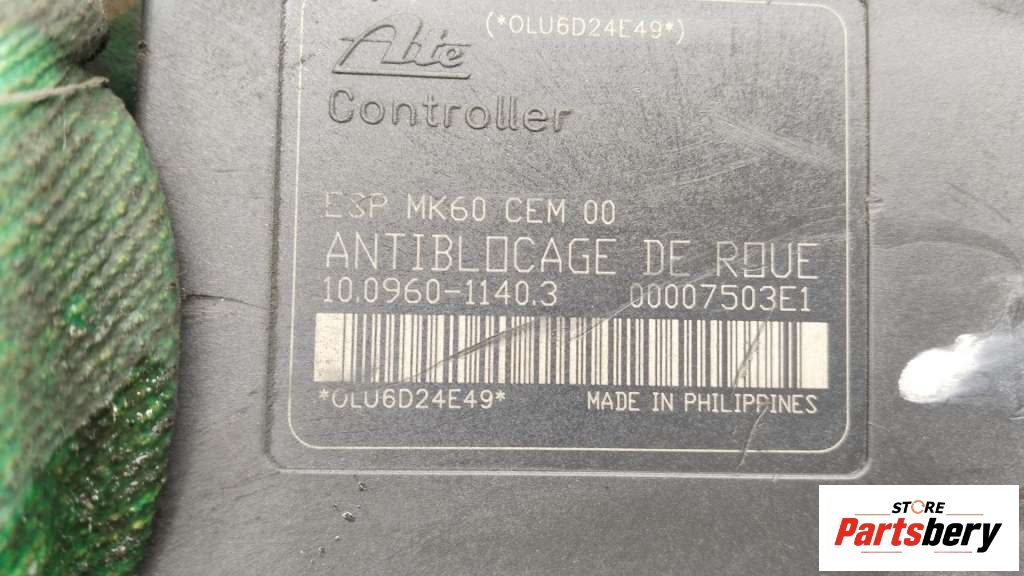 (*OLU6D24E49*)
Ate
Controller
ESP MK60 CEM 00
ANTIBLOCAGE DE ROUE
10.0960-1140.3 00007503E1
*OLU6D24E49* MADE IN PHILIPPINES
STORE
Partsbery